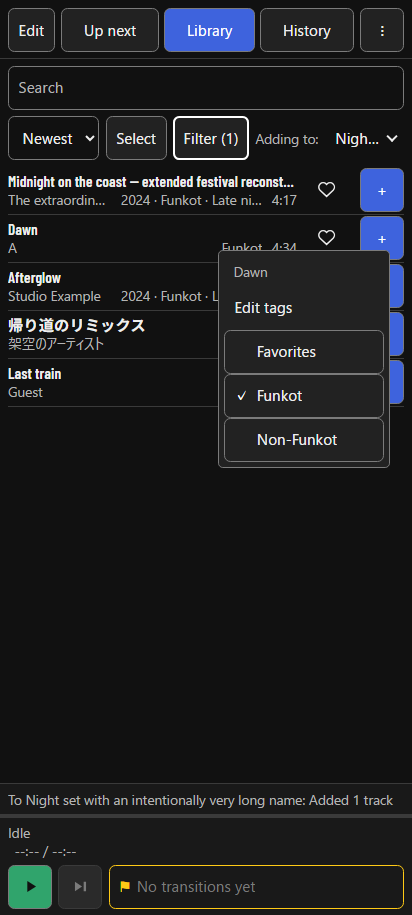 Edit Up next Library History
Search
Newest Select Filter (1) Adding to: Nigh...
Midnight on the coast — extended festival reconst...
The extraordin... 2024 · Funkot · Late ni... 4:17 +
Dawn
A Funkot 4:34 +
Dawn
Edit tags
Favorites
✓ Funkot
Non-Funkot
Afterglow
Studio Example 2024 · Funkot · L
帰り道のリミックス
架空のアーティスト
Last train
Guest
To Night set with an intentionally very long name: Added 1 track
Idle
--:-- / --:--
No transitions yet